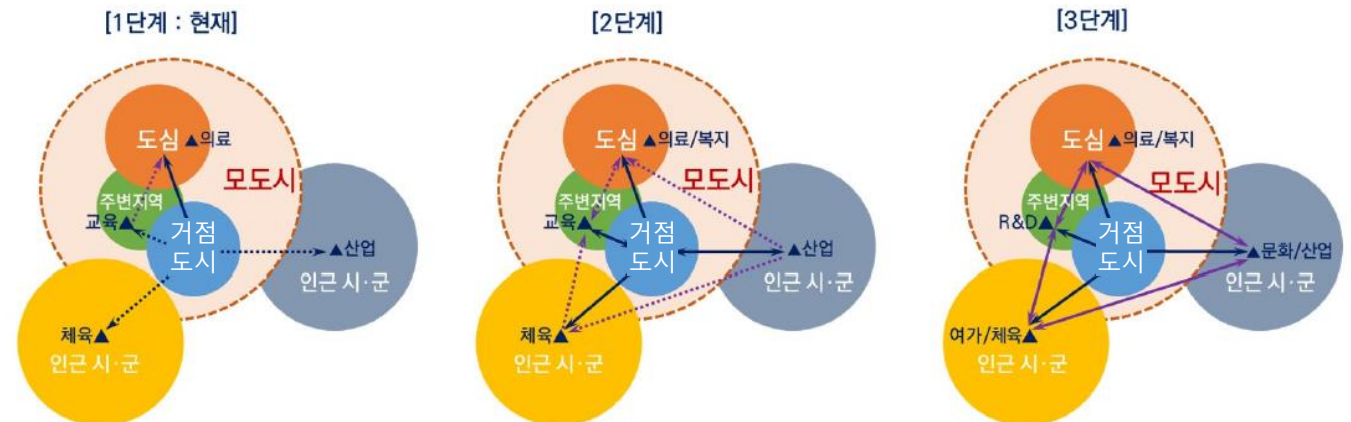 [1단계 : 현재]
도심 ▲의료
모도시
주변지역
교육▲
거점
도시
▲산업
인근 시·군
체육▲
인근 시·군
[2단계]
도심 ▲의료/복지
모도시
주변지역
교육▲
거점
도시
▲산업
인근 시·군
체육▲
인근 시·군
[3단계]
도심 ▲의료/복지
모도시
주변지역
R&D▲
거점
도시
▲문화/산업
인근 시·군
여가/체육▲
인근 시·군